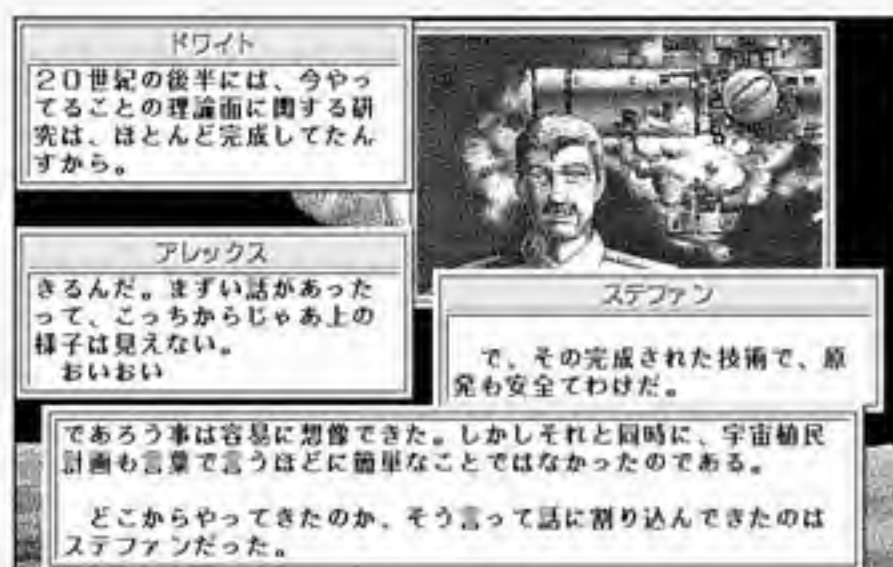 ドワイト
20世紀の後半には、今やっ
てることの理論面に関する研
究は、ほとんど完成してたん
すから。
アレックス
きるんだ。まずい話があった
って、こっちからじゃあ上の
様子は見えない。
おいおい
ステファン
で、その完成された技術で、原
発も安全てわけだ。
であろう事は容易に想像できた。しかしそれと同時に、宇宙植民
計画も言葉で言うほどに簡単なことではなかったのである。
どこからやってきたのか、そう言って話に割り込んできたのは
ステファンだった。